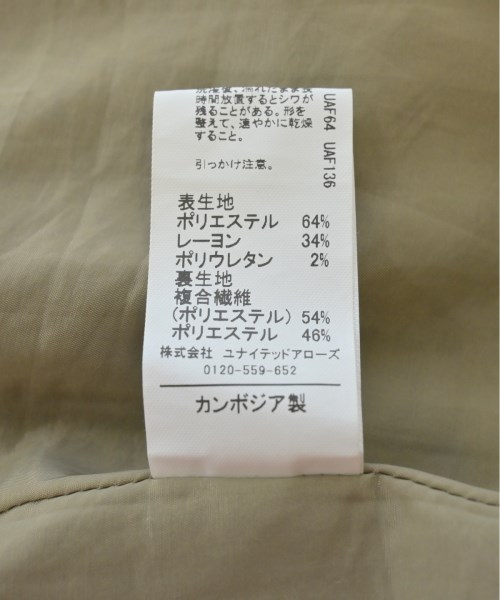 洗濯後、濡れたまま長
時間放置するとシワが
残ることがある。形を
整えて、速やかに乾燥
すること。
引っかけ注意。
UAF64 UAF136
表生地
ポリエステル 64%
レーヨン 34%
ポリウレタン 2%
裏生地
複合繊維
(ポリエステル) 54%
ポリエステル 46%
株式会社 ユナイテッドアローズ
0120-559-652
カンボジア製